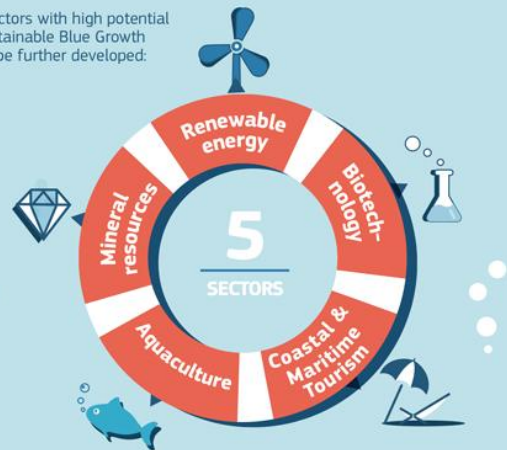 ctors with high potential
tainable Blue Growth
be further developed:
Renewable
energy
Biotech-
nology
Coastal &
Maritime
Tourism
Aquaculture
Mineral
resources
5
SECTORS